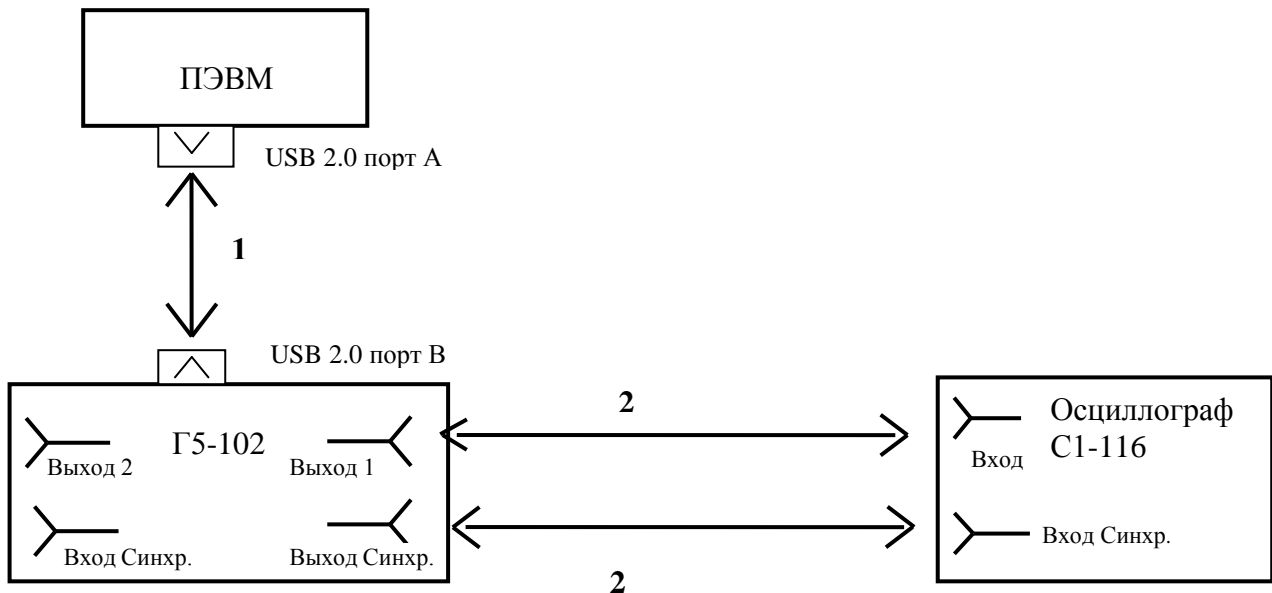 ПЭВМ
USB 2.0 порт А
1
USB 2.0 порт В
Г5-102
Выход 2
Выход 1
Вход Синхр.
Выход Синхр.
2
2
Осциллограф
С1-116
Вход
Вход Синхр.